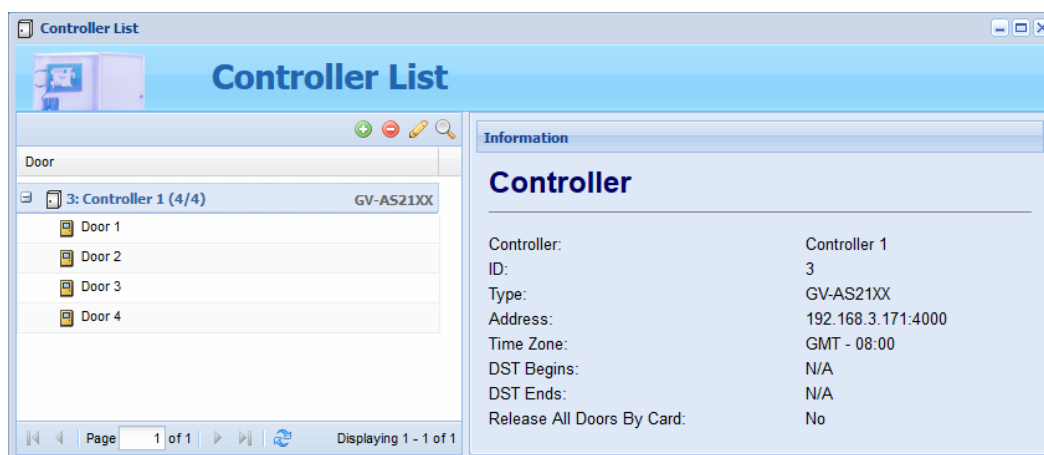 Controller List
Controller List
Door
3: Controller 1 (4/4) GV-AS21XX
Door 1
Door 2
Door 3
Door 4
Page 1 of 1 Displaying 1 - 1 of 1
Information
Controller
Controller: Controller 1
ID: 3
Type: GV-AS21XX
Address: 192.168.3.171:4000
Time Zone: GMT - 08:00
DST Begins: N/A
DST Ends: N/A
Release All Doors By Card: No